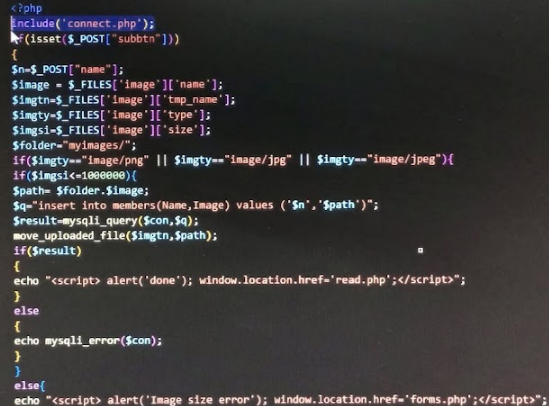 <?php
include('connect.php');
if(isset($_POST["subbtn"]))
{
$n=$_POST["name"];
$image = $_FILES['image']['name'];
$imgtn=$_FILES['image']['tmp_name'];
$imgty=$_FILES['image']['type'];
$imgsi=$_FILES['image']['size'];
$folder="myimages/";
if($imgty=="image/png" || $imgty=="image/jpg" || $imgty=="image/jpeg"){
if($imgsi<=1000000){
$path= $folder.$image;
$q="insert into members(Name,Image) values ('$n','$path')";
$result=mysqli_query($con,$q);
move_uploaded_file($imgtn,$path);
if($result)
{
echo "<script> alert('done'); window.location.href='read.php';</script>";
}
else
{
echo mysqli_error($con);
}
}
else{
echo "<script> alert('Image size error'); window.location.href='forms.php';</script>";